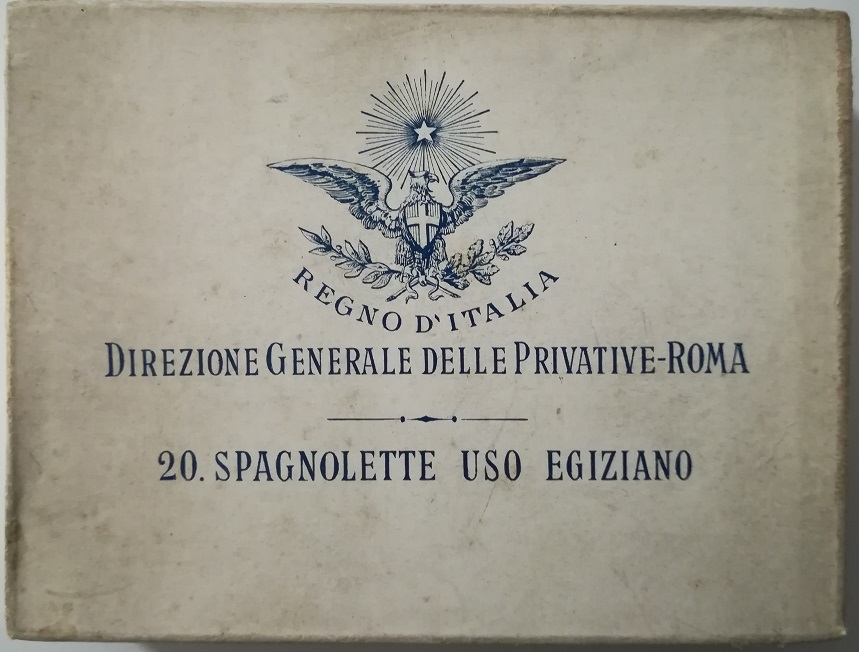 REGNO D'ITALIA
DIREZIONE GENERALE DELLE PRIVATIVE-ROMA
20. SPAGNOLETTE USO EGIZIANO